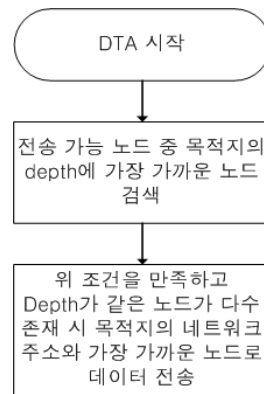 DTA 시작
전송 가능 노드 중 목적지의
depth에 가장 가까운 노드
검색
위 조건을 만족하고
Depth가 같은 노드가 다수
존재 시 목적지의 네트워크
주소와 가장 가까운 노드로
데이터 전송